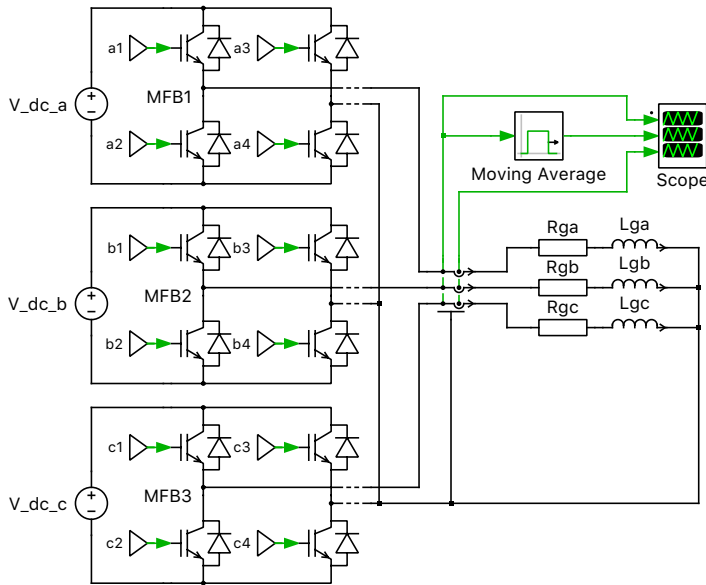 a1
a3
V_dc_a
MFB1
a2
a4
Moving Average
Scope
b1
b3
V_dc_b
MFB2
b2
b4
Rga
Lga
Rgb
Lgb
Rgc
Lgc
c1
c3
V_dc_c
MFB3
c2
c4